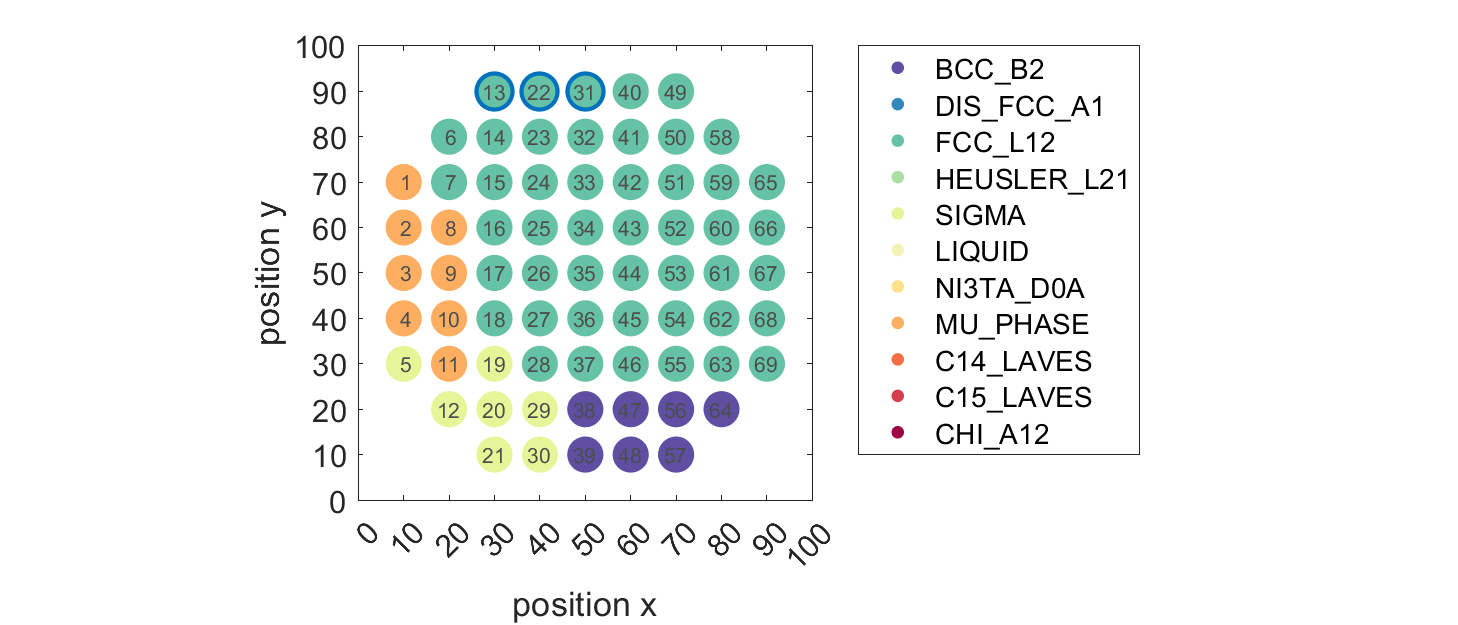 100
90
80
70
60
50
40
30
20
10
0
position y
13 22 31 40 49
6 14 23 32 41 50 58
1 7 15 24 33 42 51 59 65
2 8 16 25 34 43 52 60 66
3 9 17 26 35 44 53 61 67
4 10 18 27 36 45 54 62 68
5 11 19 28 37 46 55 63 69
12 20 29 38 47 56 64
21 30 39 48 57
0 10 20 30 40 50 60 70 80 90 100
position x
BCC_B2
DIS_FCC_A1
FCC_L12
HEUSLER_L21
SIGMA
LIQUID
NI3TA_D0A
MU_PHASE
C14_LAVES
C15_LAVES
CHI_A12